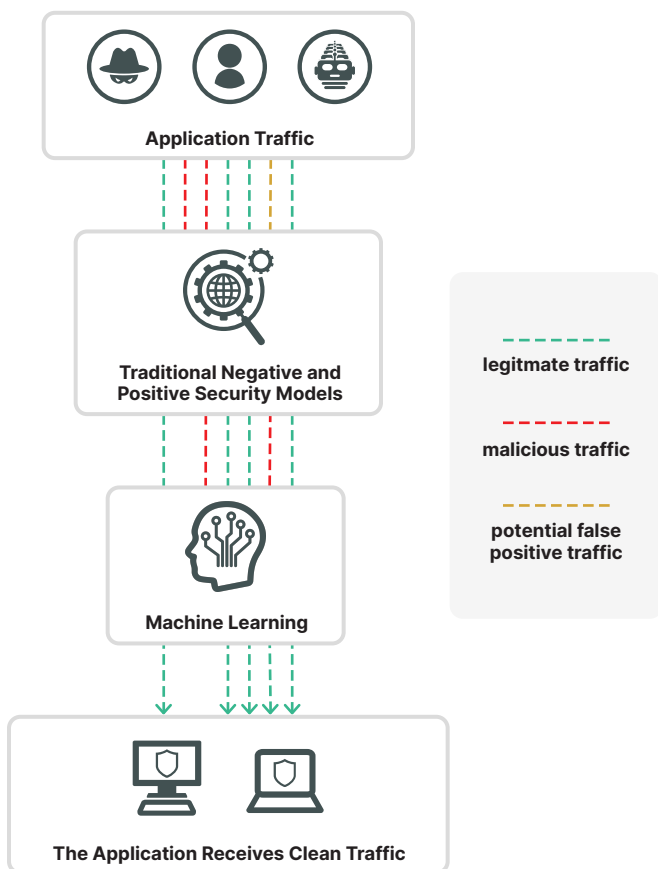 Application Traffic
Traditional Negative and
Positive Security Models
legitmate traffic
malicious traffic
potential false
positive traffic
Machine Learning
The Application Receives Clean Traffic